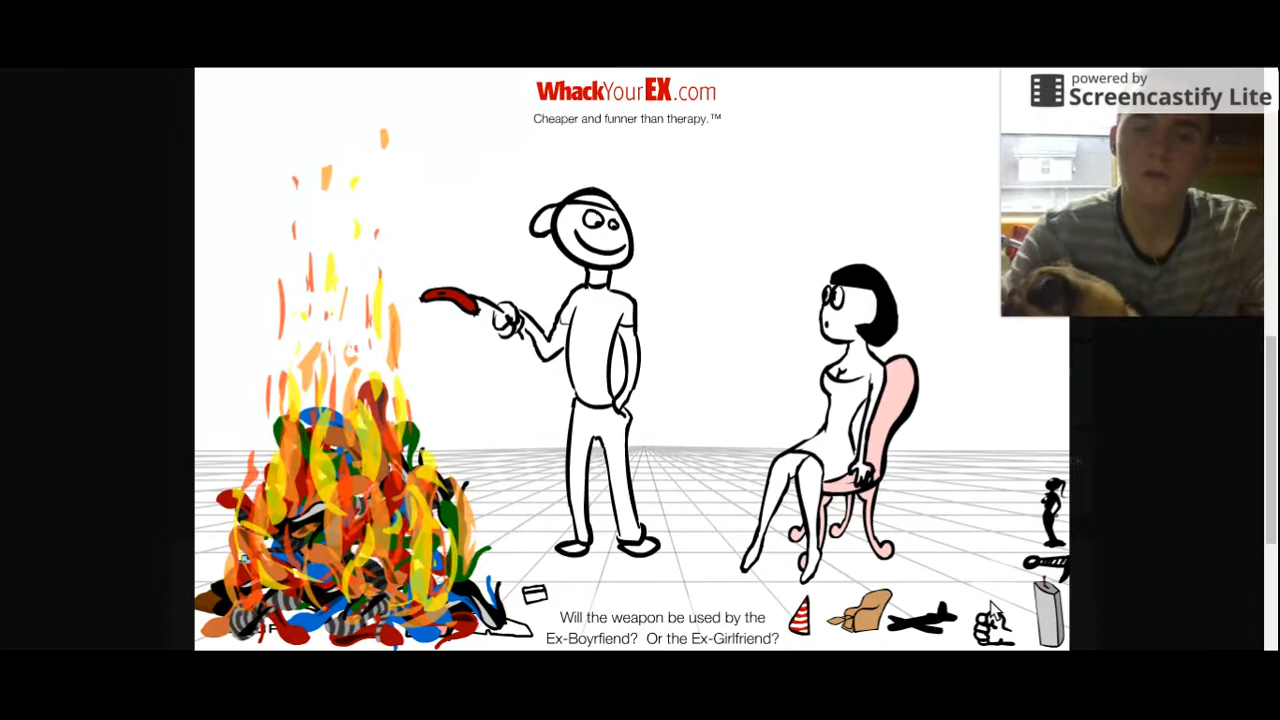 WhackYourEX.com
Cheaper and funner than therapy.™
powered by
Screencastify Lite
Will the weapon be used by the
Ex-Boyrfiend? Or the Ex-Girlfriend?